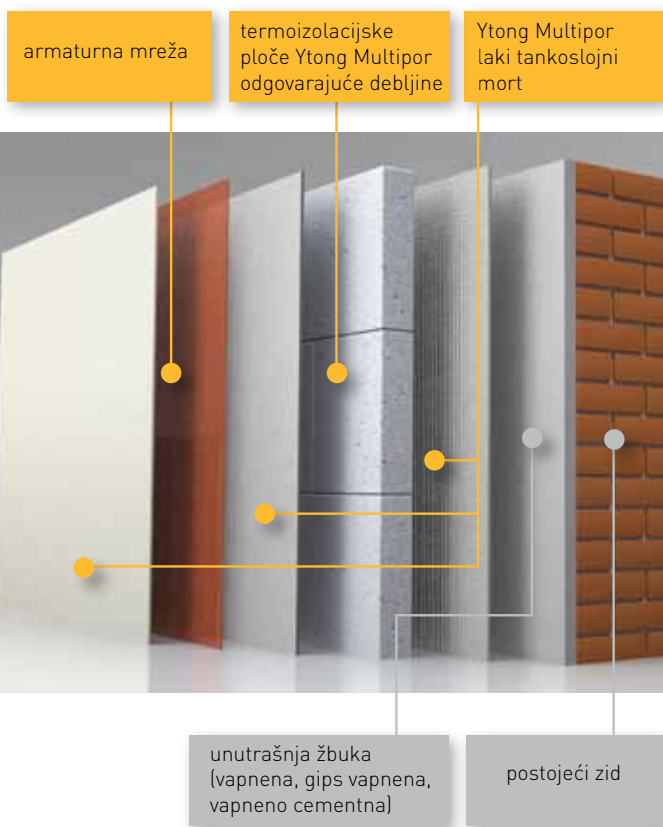 armaturna mreža
termoizolacijske
ploče Ytong Multipor
odgovarajuće debljine
Ytong Multipor
laki tankoslojni
mort
unutrašnja žbuka
(vapnena, gips vapnena,
vapneno cementna)
postojeći zid